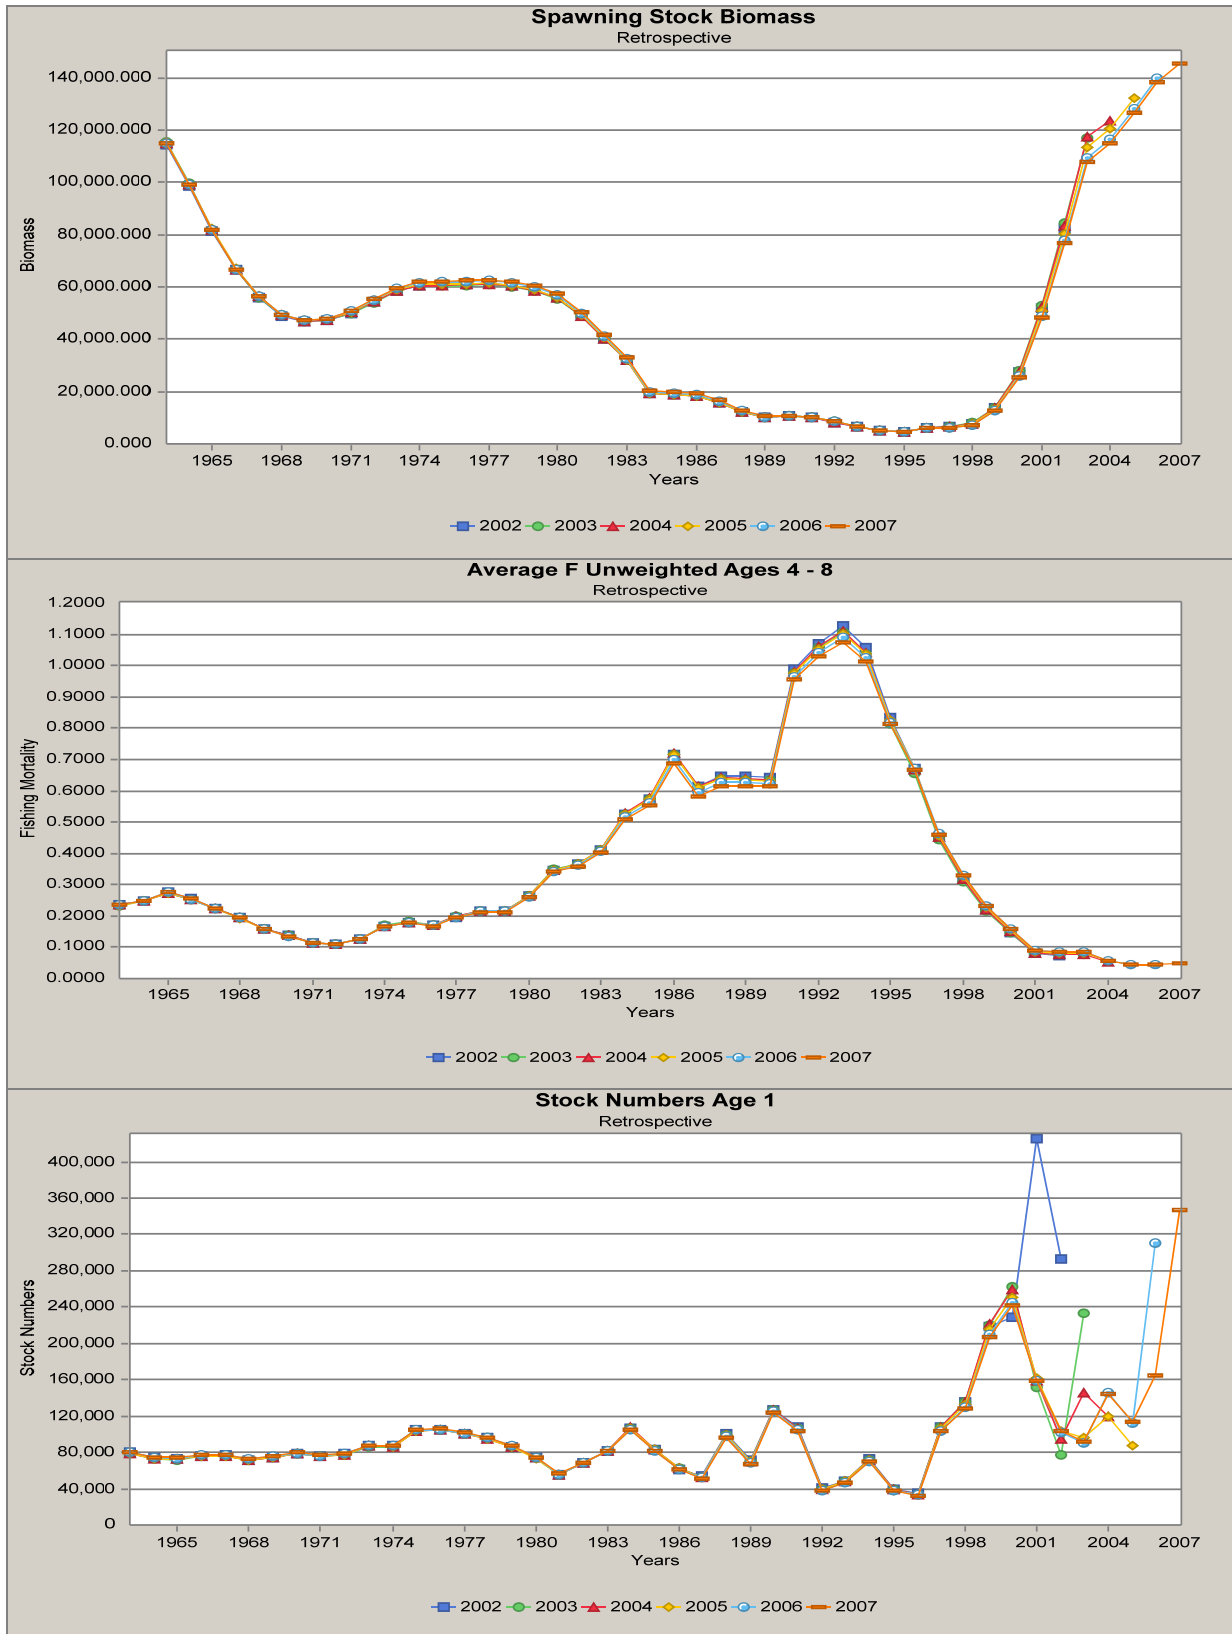 Spawning Stock Biomass
Retrospective
140,000.000
120,000.000
100,000.000
80,000.000
60,000.000
40,000.000
20,000.000
0.000
Biomass
1965 1968 1971 1974 1977 1980 1983 1986 1989 1992 1995 1998 2001 2004 2007
Years
2002 2003 2004 2005 2006 2007
Average F Unweighted Ages 4 - 8
Retrospective
1.2000
1.1000
1.0000
0.9000
0.8000
0.7000
0.6000
0.5000
0.4000
0.3000
0.2000
0.1000
0.0000
Fishing Mortality
1965 1968 1971 1974 1977 1980 1983 1986 1989 1992 1995 1998 2001 2004 2007
Years
2002 2003 2004 2005 2006 2007
Stock Numbers Age 1
Retrospective
400,000
360,000
320,000
280,000
240,000
200,000
160,000
120,000
80,000
40,000
0
Stock Numbers
1965 1968 1971 1974 1977 1980 1983 1986 1989 1992 1995 1998 2001 2004 2007
Years
2002 2003 2004 2005 2006 2007